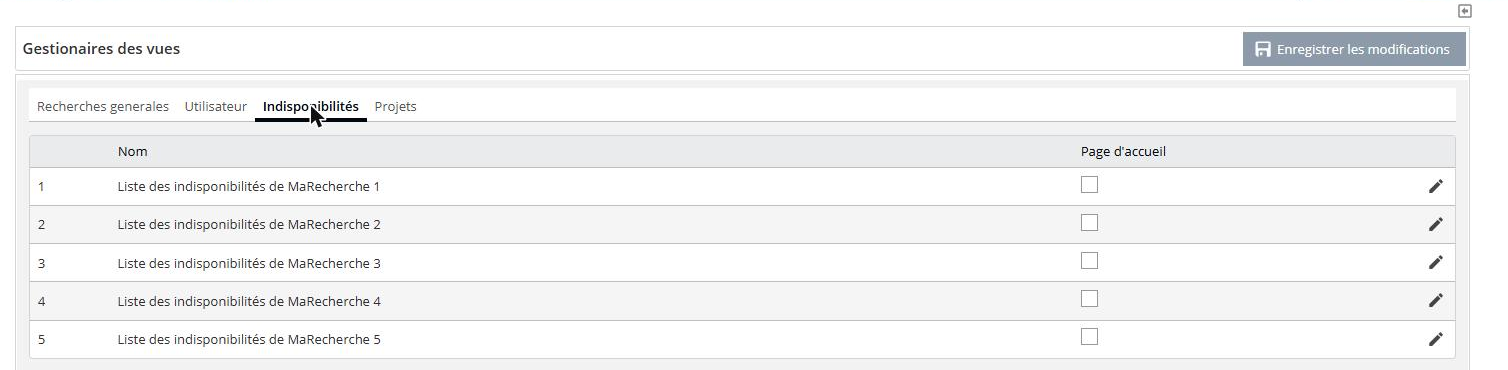 Gestionaires des vues
Enregistrer les modifications
Recherches generales Utilisateur Indisponibilités Projets
Nom Page d'accueil
1 Liste des indisponibilités de MaRecherche 1
2 Liste des indisponibilités de MaRecherche 2
3 Liste des indisponibilités de MaRecherche 3
4 Liste des indisponibilités de MaRecherche 4
5 Liste des indisponibilités de MaRecherche 5